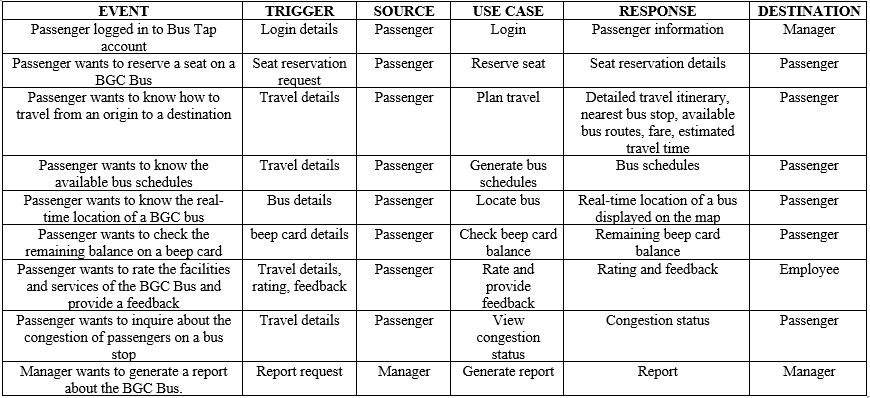 EVENT TRIGGER SOURCE USE CASE RESPONSE DESTINATION
Passenger logged in to Bus Tap account Login details Passenger Login Passenger information Manager
Passenger wants to reserve a seat on a BGC Bus Seat reservation request Passenger Reserve seat Seat reservation details Passenger
Passenger wants to know how to travel from an origin to a destination Travel details Passenger Plan travel Detailed travel itinerary, nearest bus stop, available bus routes, fare, estimated travel time Passenger
Passenger wants to know the available bus schedules Travel details Passenger Generate bus schedules Bus schedules Passenger
Passenger wants to know the real-time location of a BGC bus Bus details Passenger Locate bus Real-time location of a bus displayed on the map Passenger
Passenger wants to check the remaining balance on a beep card beep card details Passenger Check beep card balance Remaining beep card balance Passenger
Passenger wants to rate the facilities and services of the BGC Bus and provide a feedback Travel details, rating, feedback Passenger Rate and provide feedback Rating and feedback Employee
Passenger wants to inquire about the congestion of passengers on a bus stop Travel details Passenger View congestion status Congestion status Passenger
Manager wants to generate a report about the BGC Bus. Report request Manager Generate report Report Manager